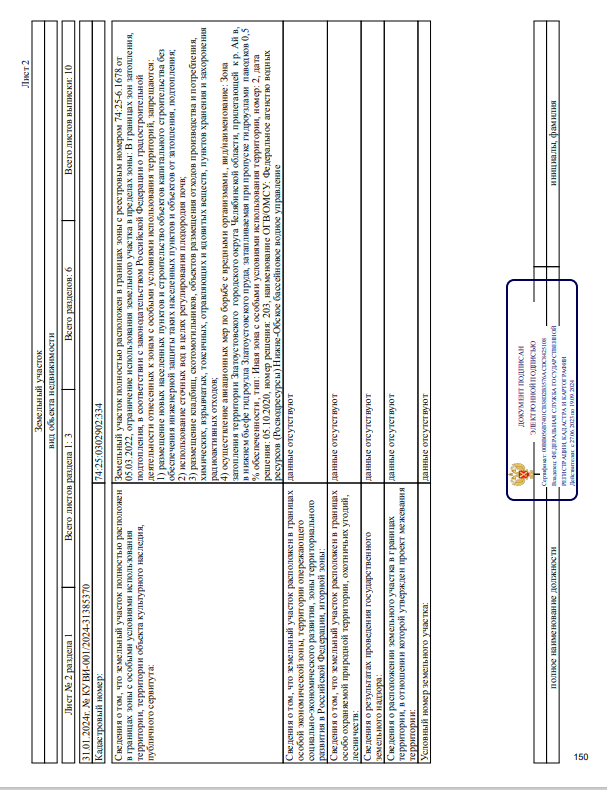 Лист 2
Земельный участок
вид объекта недвижимости
Лист № 2 раздела 1
Всего листов раздела 1: 3
Всего разделов: 6
Всего листов выписки: 10
31.01.2024г. № КУВИ-001/2024-31385370
Кадастровый номер:
74:25:0302902:334
Сведения о том, что земельный участок полностью расположен
в границах зоны с особыми условиями использования
территории, территории объекта культурного наследия,
публичного сервитута:
Земельный участок полностью расположен в границах зоны с реестровым номером 74:25-6.1678 от
05.03.2022, ограничение использования земельного участка в пределах зоны: В границах зон затопления,
подтопления, в соответствии с законодательством Российской Федерации о градостроительной
деятельности отнесенных к зонам с особыми условиями использования территорий, запрещаются:
1) размещение новых населенных пунктов и строительство объектов капитального строительства без
обеспечения инженерной защиты таких населенных пунктов и объектов от затопления, подтопления;
2) использование сточных вод в целях регулирования плодородия почв;
3) размещение кладбищ, скотомогильников, объектов размещения отходов производства и потребления,
химических, взрывчатых, токсичных, отравляющих и ядовитых веществ, пунктов хранения и захоронения
радиоактивных отходов;
4) осуществление авиационных мер по борьбе с вредными организмами., вид/наименование: Зона
затопления территории Златоустовского городского округа Челябинской области, прилегающей к р. Ай в
в нижнем бьефе гидроузла Златоустовского пруда, затапливаемая при пропуске гидроузлами паводков 0,5
% обеспеченности, тип: Иная зона с особыми условиями использования территории, номер: 2, дата
решения: 05.10.2020, номер решения: 203, наименование ОГВ/ОМСУ: Федеральное агенство водных
ресурсов (Росводресурсы) Нижне-Обское бассейновое водное управление
Сведения о том, что земельный участок расположен в границах
особой экономической зоны, территории опережающего
социально-экономического развития, зоны территориального
развития в Российской Федерации, игорной зоны:
данные отсутствуют
Сведения о том, что земельный участок расположен в границах
особо охраняемой природной территории, охотничьих угодий,
лесничеств:
данные отсутствуют
Сведения о результатах проведения государственного
земельного надзора:
данные отсутствуют
Сведения о расположении земельного участка в границах
территории, в отношении которой утвержден проект межевания
территории:
данные отсутствуют
Условный номер земельного участка:
данные отсутствуют
полное наименование должности
ДОКУМЕНТ ПОДПИСАН
ЭЛЕКТРОННОЙ ПОДПИСЬЮ
Сертификат:
Владелец: ФЕДЕРАЛЬНАЯ СЛУЖБА ГОСУДАРСТВЕННОЙ
РЕГИСТРАЦИИ, КАДАСТРА И КАРТОГРАФИИ
Действителен: с 27.06.2023 по 19.09.2024
инициалы, фамилия
150